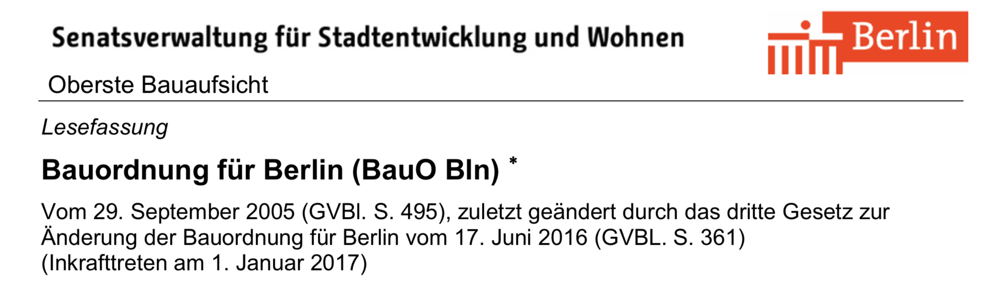 Senatsverwaltung für Stadtentwicklung und Wohnen
Berlin
Oberste Bauaufsicht
Lesefassung
Bauordnung für Berlin (BauO Bln) *
Vom 29. September 2005 (GVBl. S. 495), zuletzt geändert durch das dritte Gesetz zur
Änderung der Bauordnung für Berlin vom 17. Juni 2016 (GVBL. S. 361)
(Inkrafttreten am 1. Januar 2017)